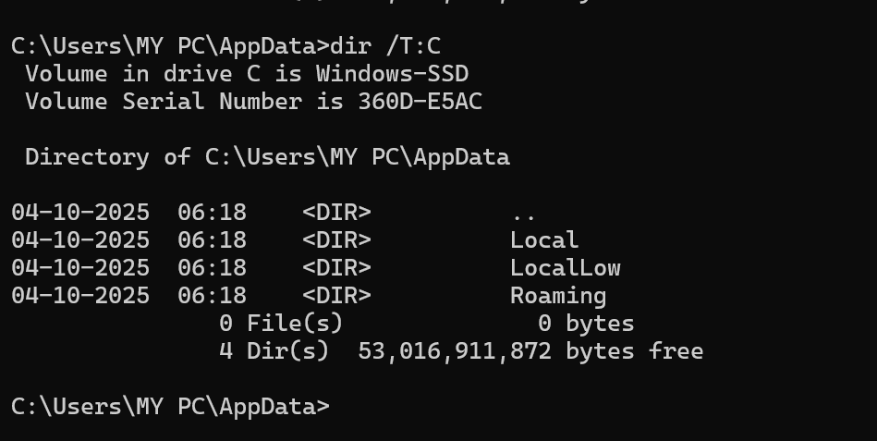 C:\Users\MY PC\AppData>dir /T:C
 Volume in drive C is Windows-SSD
 Volume Serial Number is 360D-E5AC

 Directory of C:\Users\MY PC\AppData

04-10-2025  06:18    <DIR>          ..
04-10-2025  06:18    <DIR>          Local
04-10-2025  06:18    <DIR>          LocalLow
04-10-2025  06:18    <DIR>          Roaming
               0 File(s)              0 bytes
               4 Dir(s)  53,016,911,872 bytes free

C:\Users\MY PC\AppData>